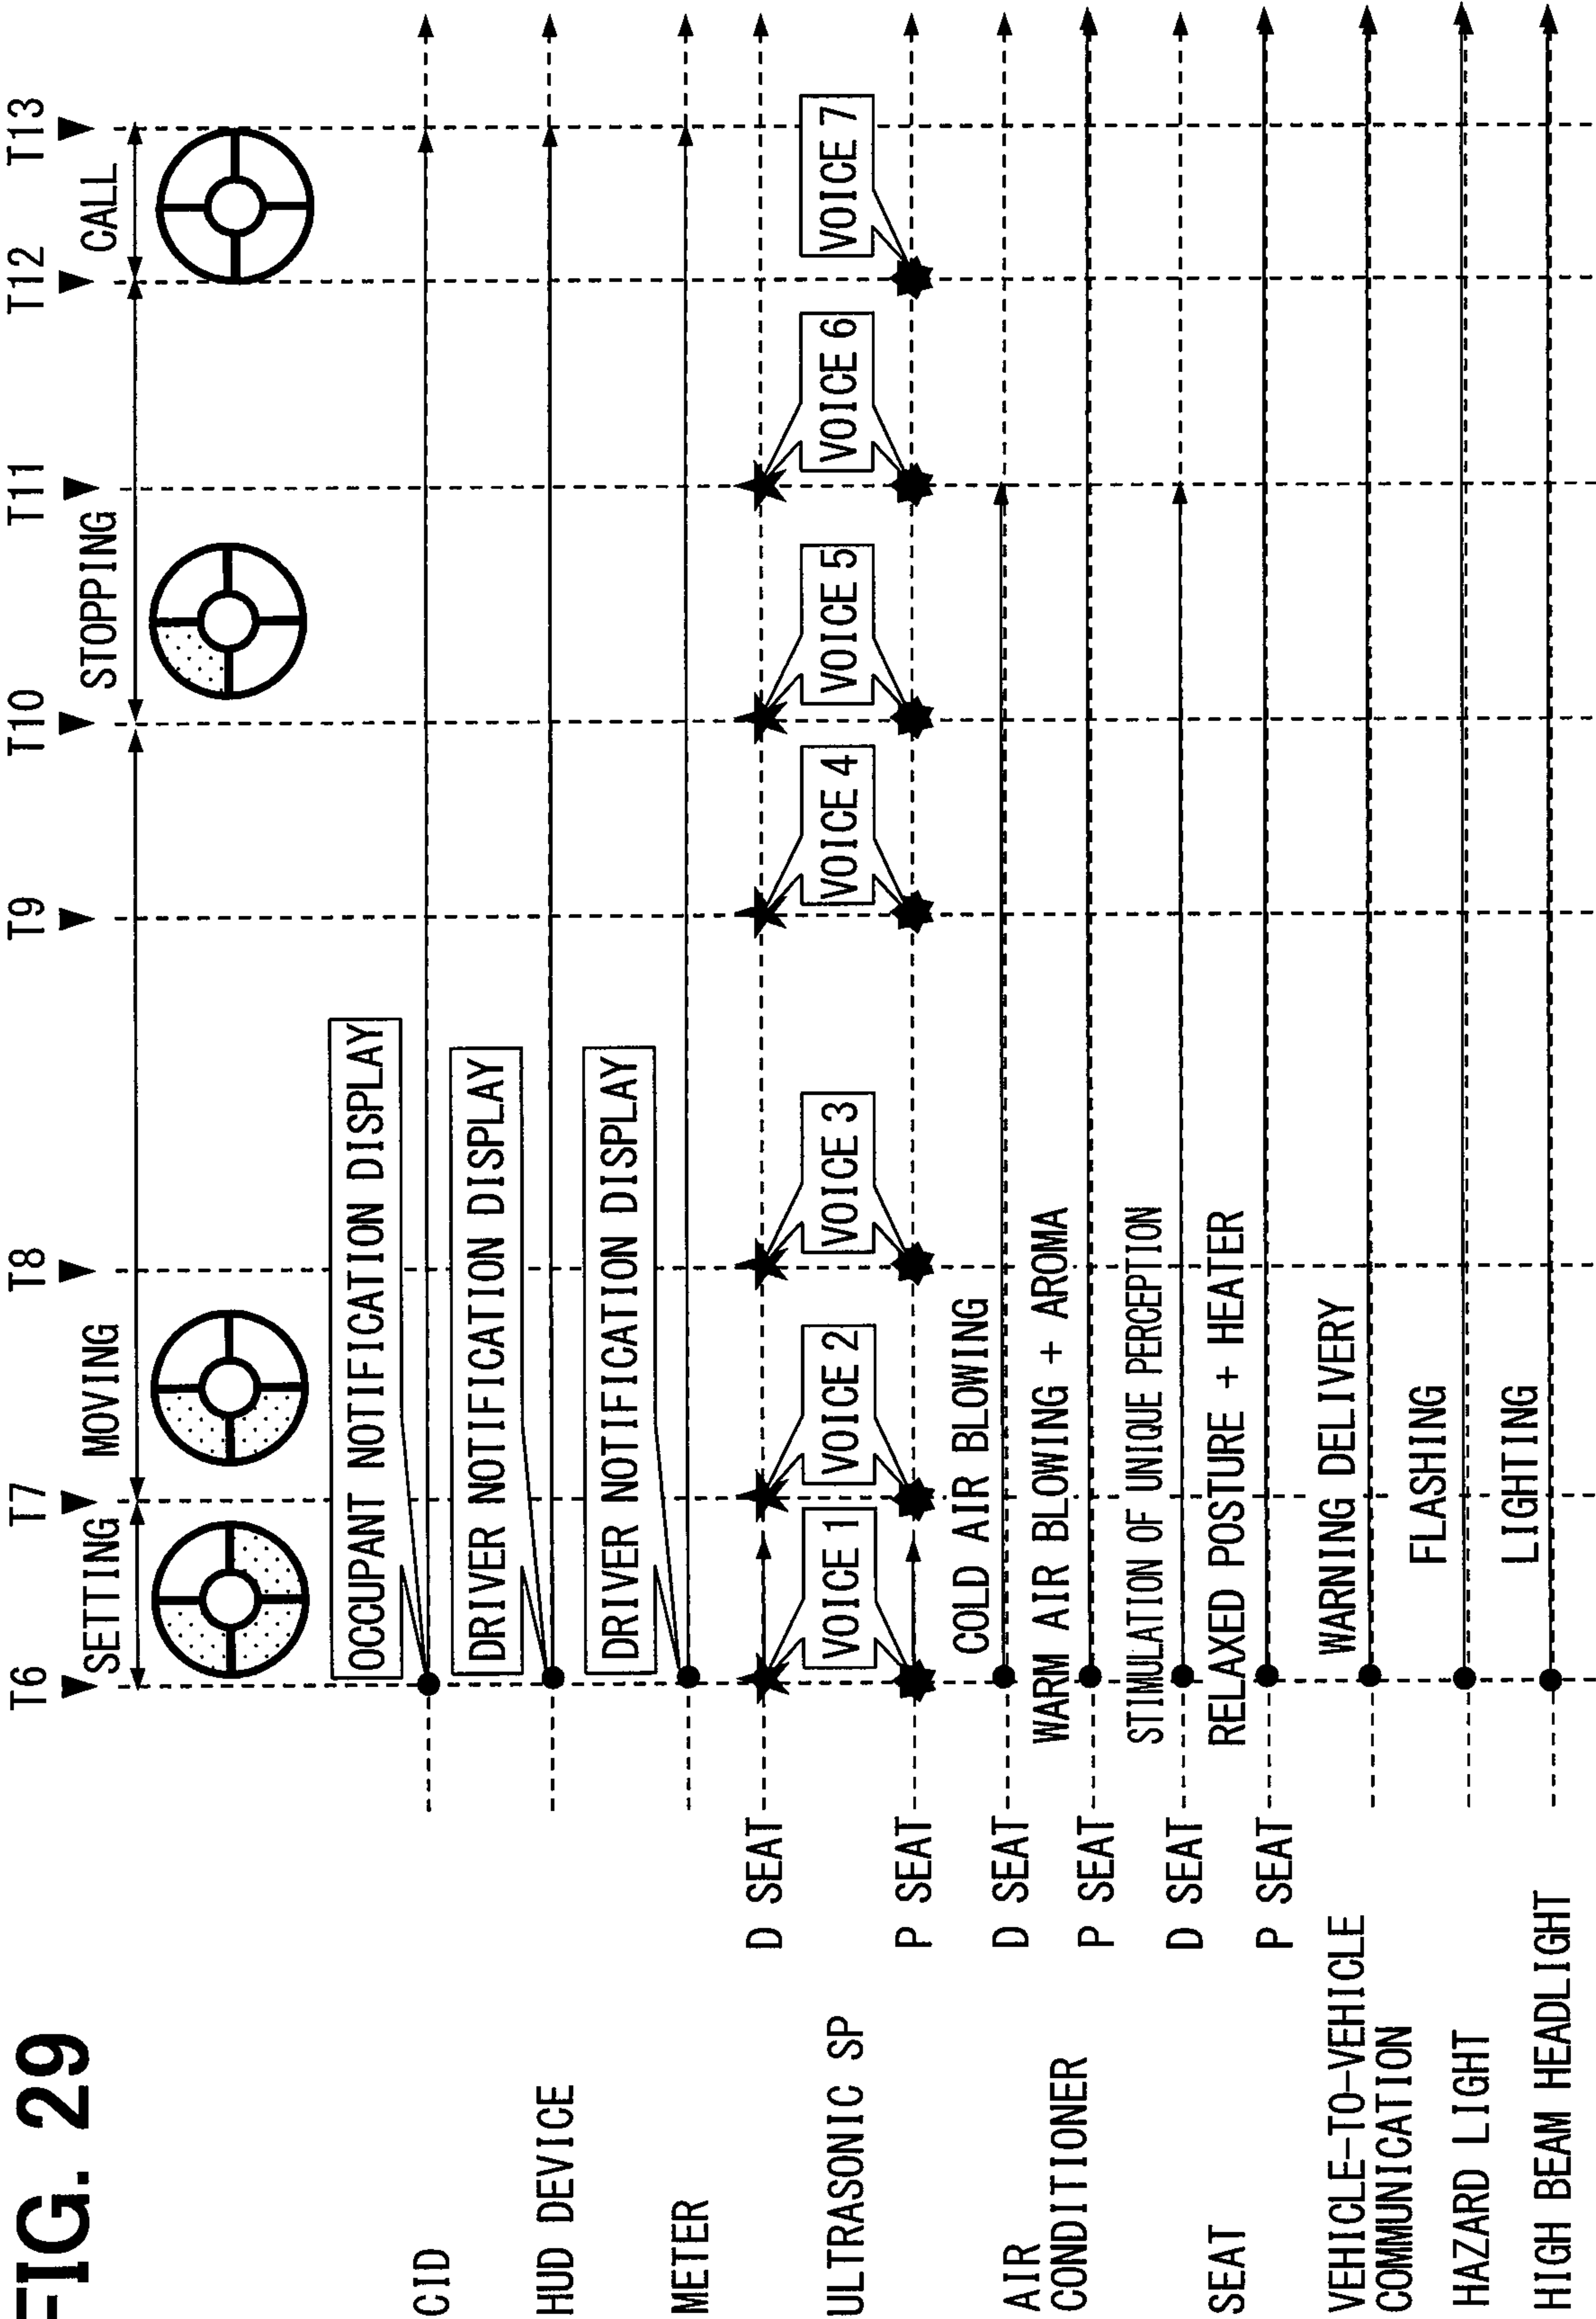 FIG. 29
T6 T7 T8 T9 T10 T11 T12 T13
SETTING MOVING STOPPING CALL
CID
OCCUPANT NOTIFICATION DISPLAY
HUD DEVICE
DRIVER NOTIFICATION DISPLAY
METER
DRIVER NOTIFICATION DISPLAY
ULTRASONIC SP
D SEAT
VOICE 1 VOICE 2 VOICE 3 VOICE 4 VOICE 5 VOICE 6 VOICE 7
P SEAT
AIR
CONDITIONER
D SEAT
COLD AIR BLOWING
P SEAT
WARM AIR BLOWING + AROMA
SEAT
D SEAT
STIMULATION OF UNIQUE PERCEPTION
P SEAT
RELAXED POSTURE + HEATER
VEHICLE-TO-VEHICLE
COMMUNICATION
WARNING DELIVERY
HAZARD LIGHT
FLASHING
HIGH BEAM HEADLIGHT
LIGHTING